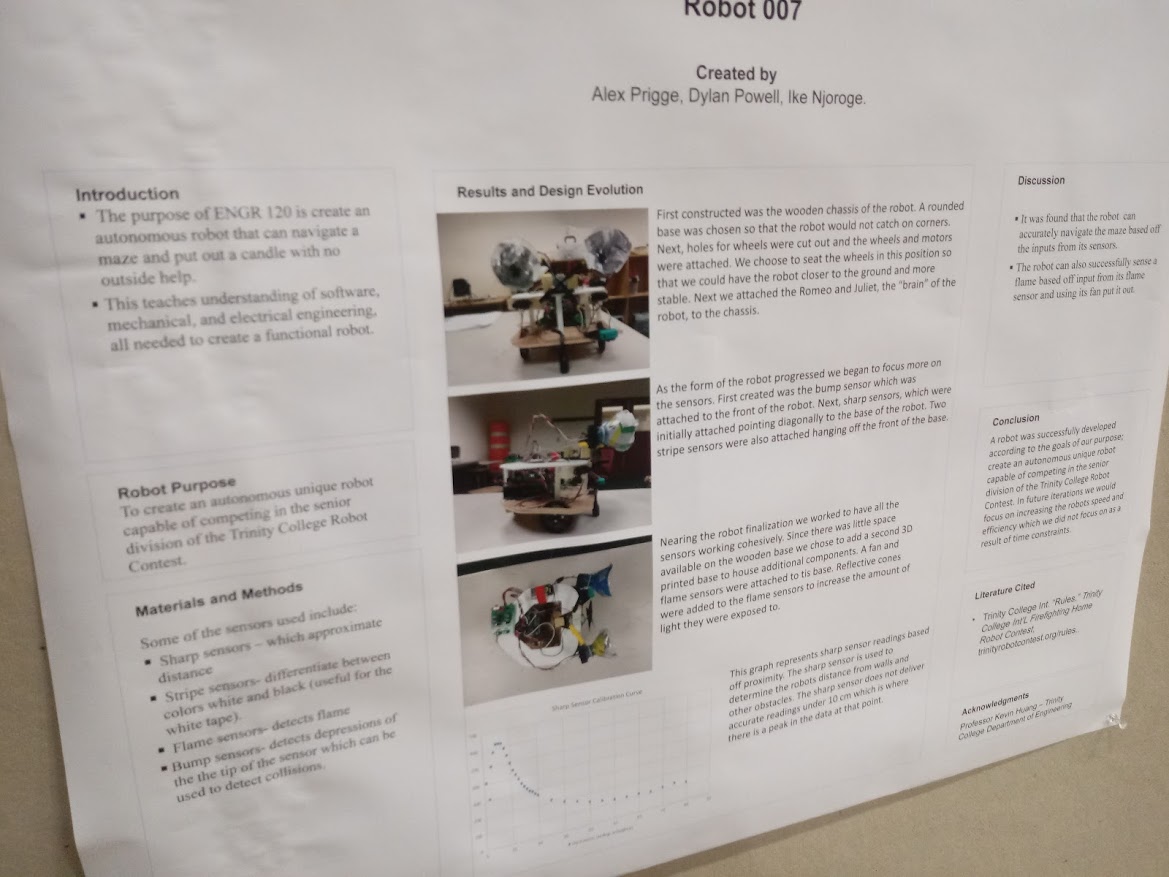 Robot 007
Created by
Alex Prigge, Dylan Powell, Ike Njoroge.
Introduction
▪ The purpose of ENGR 120 is create an
autonomous robot that can navigate a
maze and put out a candle with no
outside help.
▪ This teaches understanding of software,
mechanical, and electrical engineering,
all needed to create a functional robot.
Robot Purpose
To create an autonomous unique robot
capable of competing in the senior
division of the Trinity College Robot
Contest.
Materials and Methods
Some of the sensors used include:
▪ Sharp sensors – which approximate
distance
▪ Stripe sensors- differentiate between
colors white and black (useful for the
white tape).
▪ Flame sensors- detects flame
▪ Bump sensors- detects depressions of
the the tip of the sensor which can be
used to detect collisions.
Results and Design Evolution
First constructed was the wooden chassis of the robot. A rounded
base was chosen so that the robot would not catch on corners.
Next, holes for wheels were cut out and the wheels and motors
were attached. We choose to seat the wheels in this position so
that we could have the robot closer to the ground and more
stable. Next we attached the Romeo and Juliet, the "brain" of the
robot, to the chassis.
As the form of the robot progressed we began to focus more on
the sensors. First created was the bump sensor which was
attached to the front of the robot. Next, sharp sensors, which were
initially attached pointing diagonally to the base of the robot. Two
stripe sensors were also attached hanging off the front of the base.
Nearing the robot finalization we worked to have all the
sensors working cohesively. Since there was little space
available on the wooden base we chose to add a second 3D
printed base to house additional components. A fan and
flame sensors were attached to tis base. Reflective cones
were added to the flame sensors to increase the amount of
light they were exposed to.
Sharp Sensor Calibration Curve
This graph represents sharp sensor readings based
off proximity. The sharp sensor is used to
determine the robots distance from walls and
other obstacles. The sharp sensor does not deliver
accurate readings under 10 cm which is where
there is a peak in the data at that point.
Discussion
▪ It was found that the robot can
accurately navigate the maze based off
the inputs from its sensors.
▪ The robot can also successfully sense a
flame based off input from its flame
sensor and using its fan put it out.
Conclusion
A robot was successfully developed
according to the goals of our purpose;
create an autonomous unique robot
capable of competing in the senior
division of the Trinity College Robot
Contest. In future iterations we would
focus on increasing the robots speed and
efficiency which we did not focus on as a
result of time constraints.
Literature Cited
• Trinity College Int. "Rules." Trinity
College Int'L Firefighting Home
Robot Contest,
trinityrobotcontest.org/rules.
Acknowledgments
Professor Kevin Huang – Trinity
College Department of Engineering